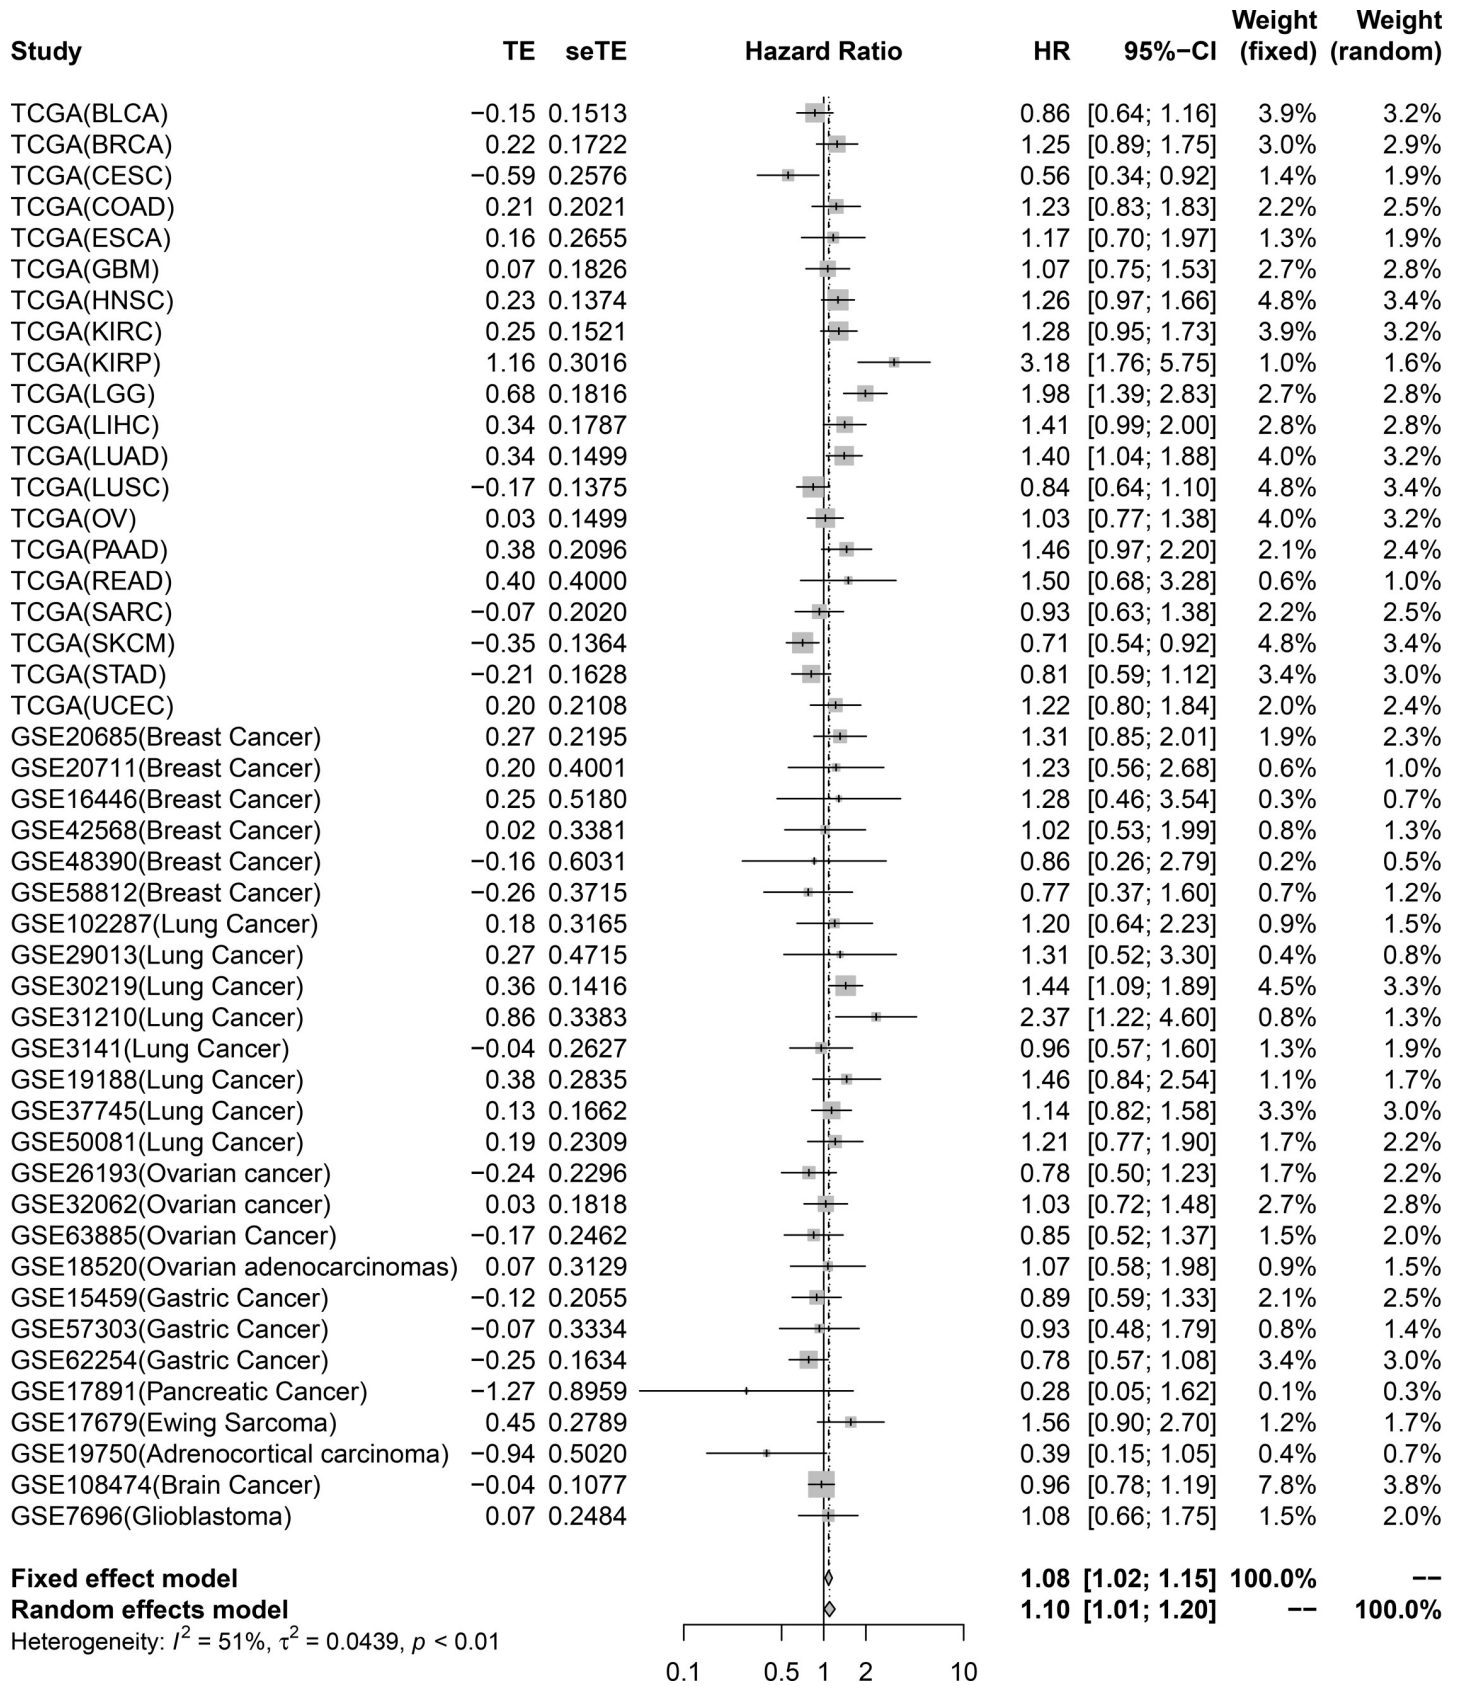 Weight Weight
Study TE seTE Hazard Ratio HR 95%−CI (fixed) (random)
TCGA(BLCA) −0.15 0.1513 0.86 [0.64; 1.16] 3.9% 3.2%
TCGA(BRCA) 0.22 0.1722 1.25 [0.89; 1.75] 3.0% 2.9%
TCGA(CESC) −0.59 0.2576 0.56 [0.34; 0.92] 1.4% 1.9%
TCGA(COAD) 0.21 0.2021 1.23 [0.83; 1.83] 2.2% 2.5%
TCGA(ESCA) 0.16 0.2655 1.17 [0.70; 1.97] 1.3% 1.9%
TCGA(GBM) 0.07 0.1826 1.07 [0.75; 1.53] 2.7% 2.8%
TCGA(HNSC) 0.23 0.1374 1.26 [0.97; 1.66] 4.8% 3.4%
TCGA(KIRC) 0.25 0.1521 1.28 [0.95; 1.73] 3.9% 3.2%
TCGA(KIRP) 1.16 0.3016 3.18 [1.76; 5.75] 1.0% 1.6%
TCGA(LGG) 0.68 0.1816 1.98 [1.39; 2.83] 2.7% 2.8%
TCGA(LIHC) 0.34 0.1787 1.41 [0.99; 2.00] 2.8% 2.8%
TCGA(LUAD) 0.34 0.1499 1.40 [1.04; 1.88] 4.0% 3.2%
TCGA(LUSC) −0.17 0.1375 0.84 [0.64; 1.10] 4.8% 3.4%
TCGA(OV) 0.03 0.1499 1.03 [0.77; 1.38] 4.0% 3.2%
TCGA(PAAD) 0.38 0.2096 1.46 [0.97; 2.20] 2.1% 2.4%
TCGA(READ) 0.40 0.4000 1.50 [0.68; 3.28] 0.6% 1.0%
TCGA(SARC) −0.07 0.2020 0.93 [0.63; 1.38] 2.2% 2.5%
TCGA(SKCM) −0.35 0.1364 0.71 [0.54; 0.92] 4.8% 3.4%
TCGA(STAD) −0.21 0.1628 0.81 [0.59; 1.12] 3.4% 3.0%
TCGA(UCEC) 0.20 0.2108 1.22 [0.80; 1.84] 2.0% 2.4%
GSE20685(Breast Cancer) 0.27 0.2195 1.31 [0.85; 2.01] 1.9% 2.3%
GSE20711(Breast Cancer) 0.20 0.4001 1.23 [0.56; 2.68] 0.6% 1.0%
GSE16446(Breast Cancer) 0.25 0.5180 1.28 [0.46; 3.54] 0.3% 0.7%
GSE42568(Breast Cancer) 0.02 0.3381 1.02 [0.53; 1.99] 0.8% 1.3%
GSE48390(Breast Cancer) −0.16 0.6031 0.86 [0.26; 2.79] 0.2% 0.5%
GSE58812(Breast Cancer) −0.26 0.3715 0.77 [0.37; 1.60] 0.7% 1.2%
GSE102287(Lung Cancer) 0.18 0.3165 1.20 [0.64; 2.23] 0.9% 1.5%
GSE29013(Lung Cancer) 0.27 0.4715 1.31 [0.52; 3.30] 0.4% 0.8%
GSE30219(Lung Cancer) 0.36 0.1416 1.44 [1.09; 1.89] 4.5% 3.3%
GSE31210(Lung Cancer) 0.86 0.3383 2.37 [1.22; 4.60] 0.8% 1.3%
GSE3141(Lung Cancer) −0.04 0.2627 0.96 [0.57; 1.60] 1.3% 1.9%
GSE19188(Lung Cancer) 0.38 0.2835 1.46 [0.84; 2.54] 1.1% 1.7%
GSE37745(Lung Cancer) 0.13 0.1662 1.14 [0.82; 1.58] 3.3% 3.0%
GSE50081(Lung Cancer) 0.19 0.2309 1.21 [0.77; 1.90] 1.7% 2.2%
GSE26193(Ovarian cancer) −0.24 0.2296 0.78 [0.50; 1.23] 1.7% 2.2%
GSE32062(Ovarian cancer) 0.03 0.1818 1.03 [0.72; 1.48] 2.7% 2.8%
GSE63885(Ovarian Cancer) −0.17 0.2462 0.85 [0.52; 1.37] 1.5% 2.0%
GSE18520(Ovarian adenocarcinomas) 0.07 0.3129 1.07 [0.58; 1.98] 0.9% 1.5%
GSE15459(Gastric Cancer) −0.12 0.2055 0.89 [0.59; 1.33] 2.1% 2.5%
GSE57303(Gastric Cancer) −0.07 0.3334 0.93 [0.48; 1.79] 0.8% 1.4%
GSE62254(Gastric Cancer) −0.25 0.1634 0.78 [0.57; 1.08] 3.4% 3.0%
GSE17891(Pancreatic Cancer) −1.27 0.8959 0.28 [0.05; 1.62] 0.1% 0.3%
GSE17679(Ewing Sarcoma) 0.45 0.2789 1.56 [0.90; 2.70] 1.2% 1.7%
GSE19750(Adrenocortical carcinoma) −0.94 0.5020 0.39 [0.15; 1.05] 0.4% 0.7%
GSE108474(Brain Cancer) −0.04 0.1077 0.96 [0.78; 1.19] 7.8% 3.8%
GSE7696(Glioblastoma) 0.07 0.2484 1.08 [0.66; 1.75] 1.5% 2.0%
Fixed effect model 1.08 [1.02; 1.15] 100.0% −−
Random effects model 1.10 [1.01; 1.20] −− 100.0%
Heterogeneity: I² = 51%, τ² = 0.0439, p < 0.01
0.1 0.5 1 2 10